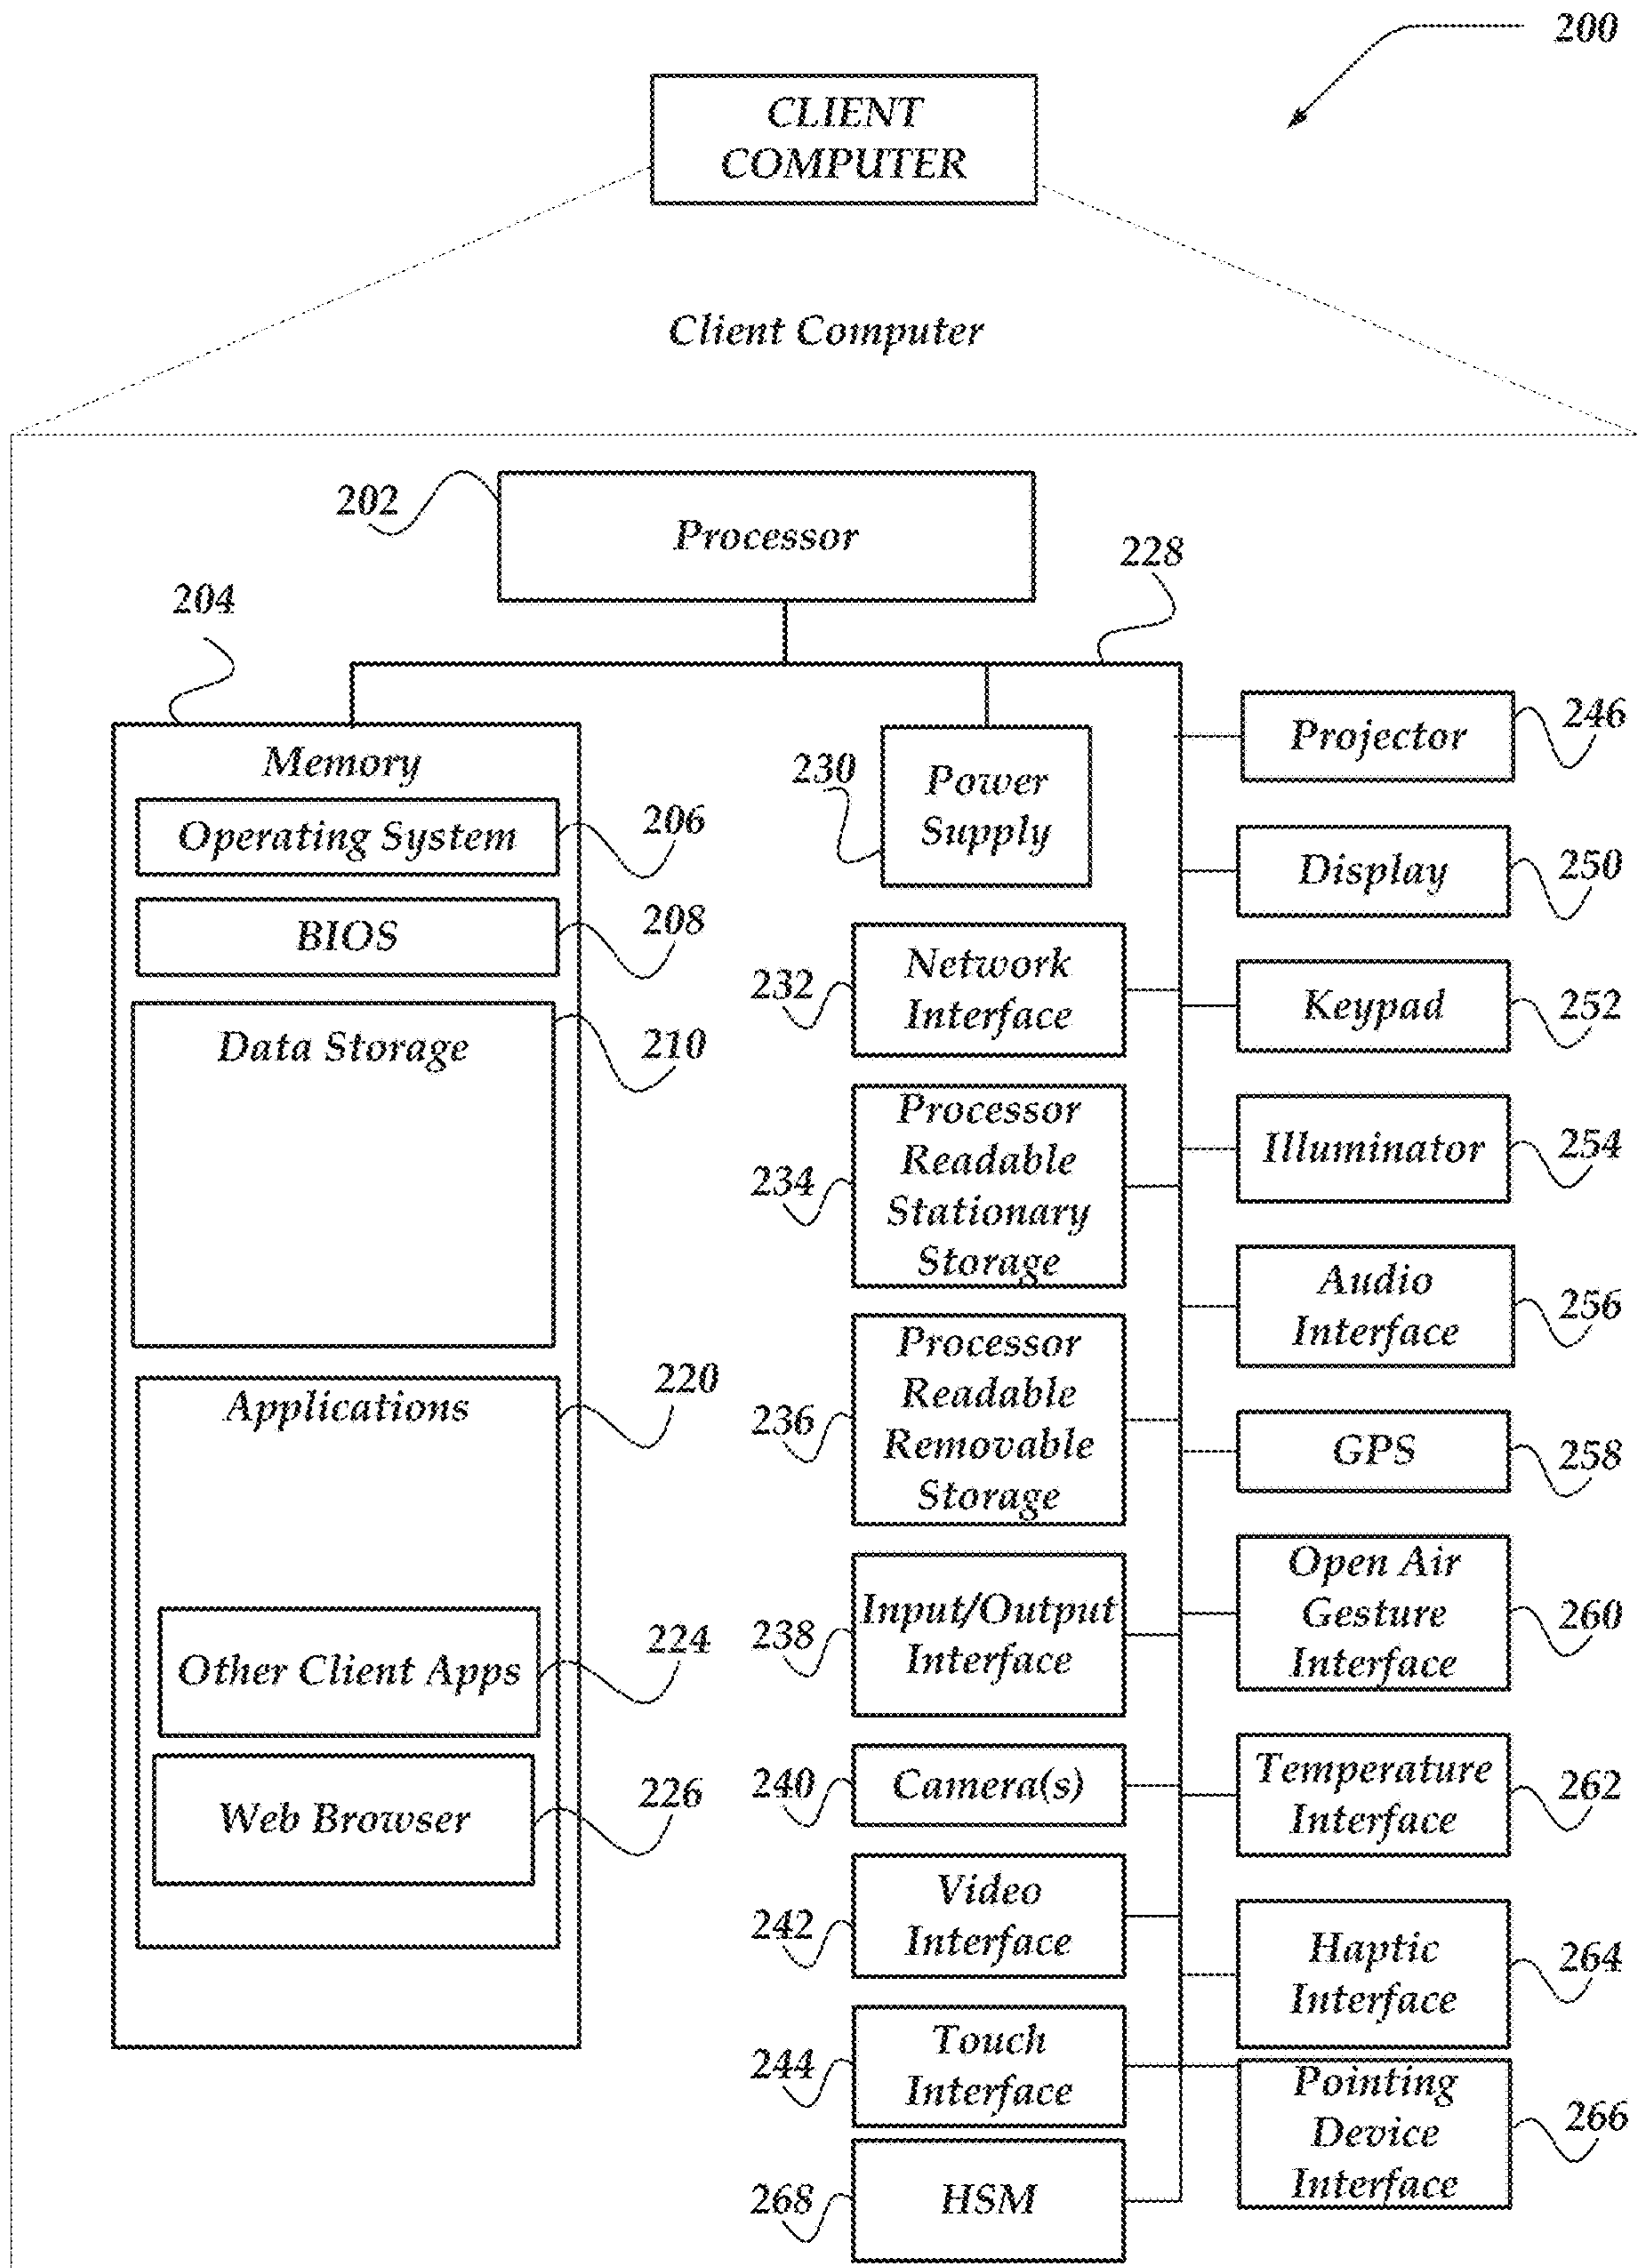 200
CLIENT
COMPUTER
Client Computer
202
Processor
228
204
Memory
Operating System
206
BIOS
208
Data Storage
210
Applications
220
Other Client Apps
224
Web Browser
226
230
Power
Supply
232
Network
Interface
234
Processor
Readable
Stationary
Storage
236
Processor
Readable
Removable
Storage
238
Input/Output
Interface
240
Camera(s)
242
Video
Interface
244
Touch
Interface
268
HSM
Projector
246
Display
250
Keypad
252
Illuminator
254
Audio
Interface
256
GPS
258
Open Air
Gesture
Interface
260
Temperature
Interface
262
Haptic
Interface
264
Pointing
Device
Interface
266